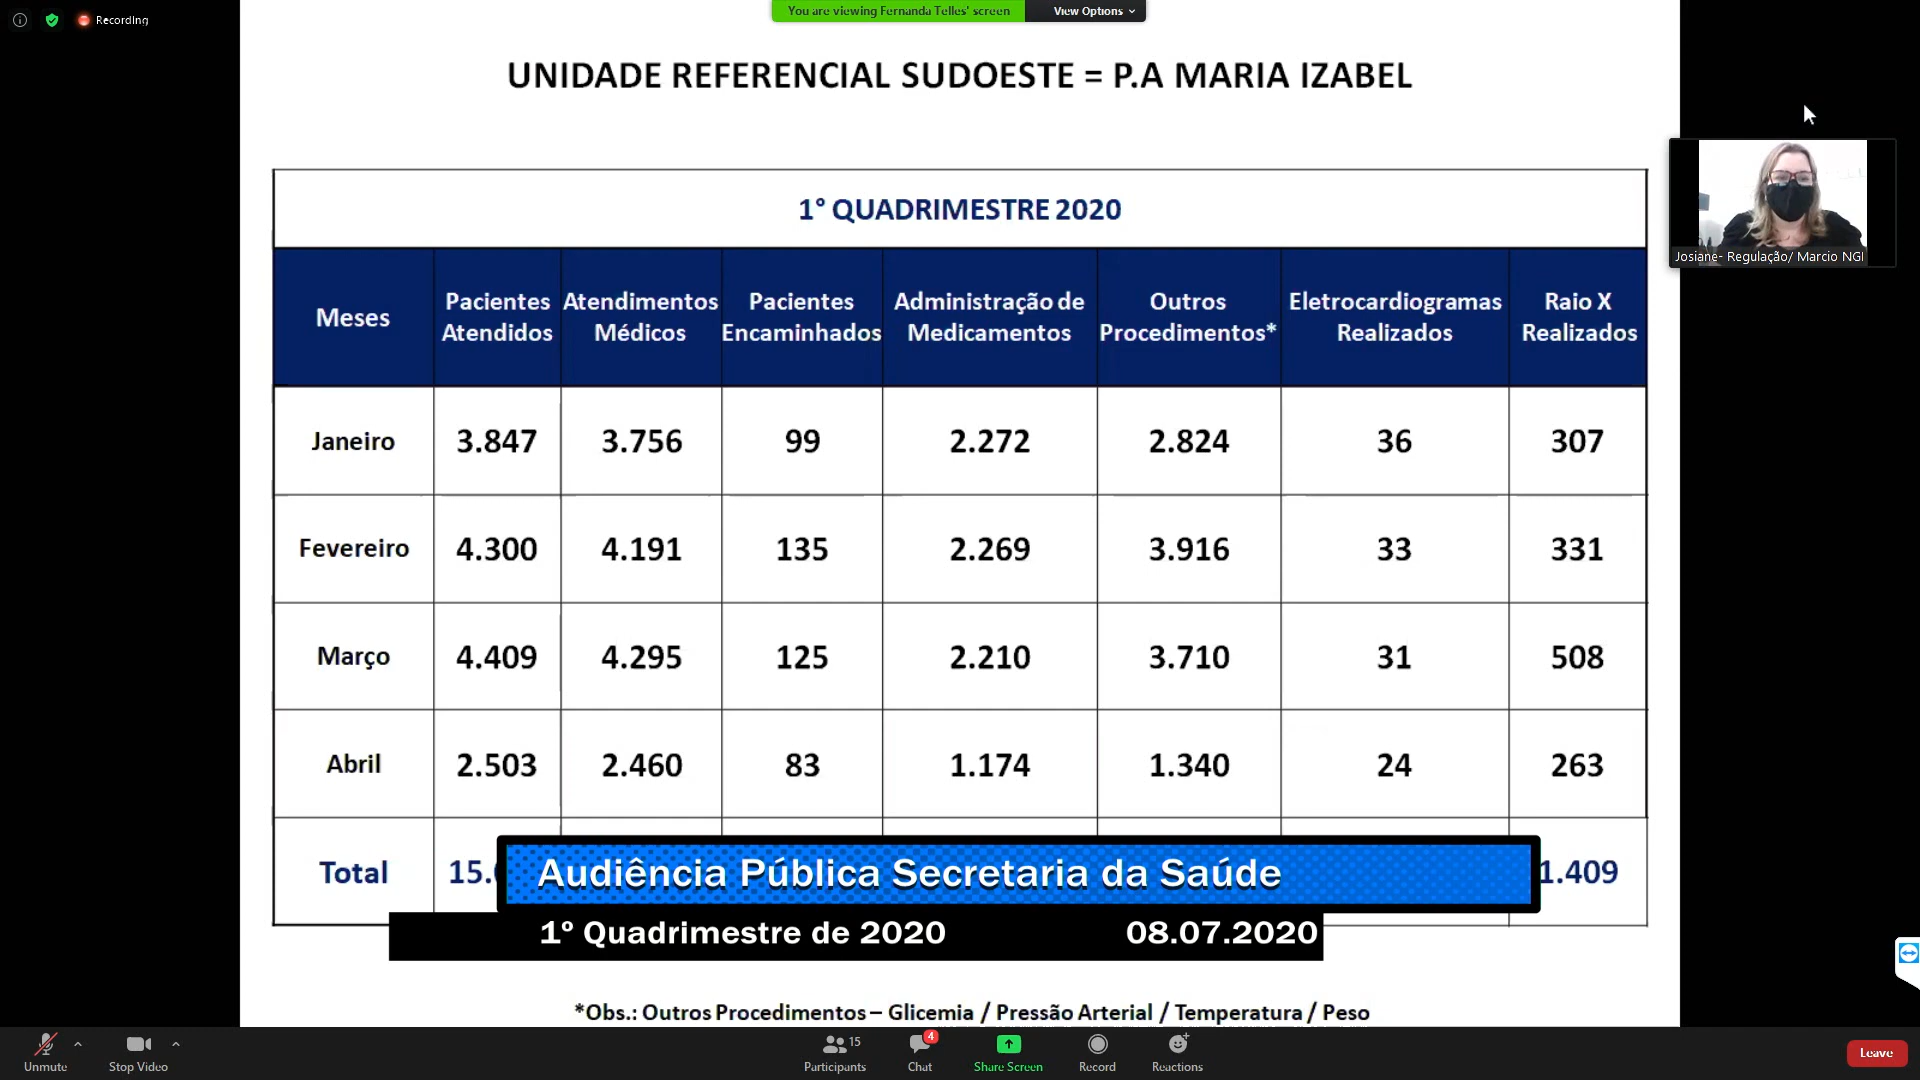 Recording
You are viewing Fernanda Telles' screen
View Options
UNIDADE REFERENCIAL SUDOESTE = P.A MARIA IZABEL
1° QUADRIMESTRE 2020
Meses Pacientes Atendidos Atendimentos Médicos Pacientes Encaminhados Administração de Medicamentos Outros Procedimentos* Eletrocardiogramas Realizados Raio X Realizados
Janeiro 3.847 3.756 99 2.272 2.824 36 307
Fevereiro 4.300 4.191 135 2.269 3.916 33 331
Março 4.409 4.295 125 2.210 3.710 31 508
Abril 2.503 2.460 83 1.174 1.340 24 263
Total 15. 1.409
Audiência Pública Secretaria da Saúde
1º Quadrimestre de 2020 08.07.2020
*Obs.: Outros Procedimentos – Glicemia / Pressão Arterial / Temperatura / Peso
Josiane- Regulação/ Marcio NGI
Unmute
Stop Video
15
Participants
4
Chat
Share Screen
Record
Reactions
Leave